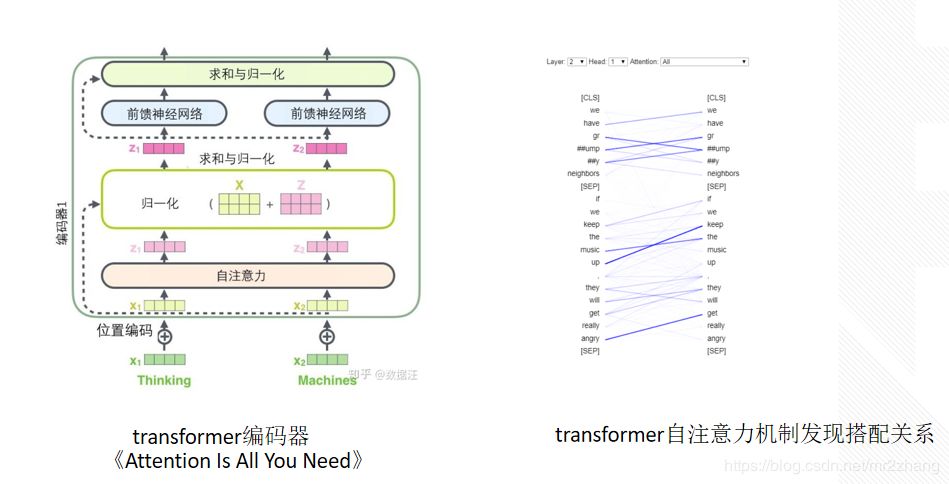 求和与归一化
前馈神经网络 前馈神经网络
z₁ z₂
求和与归一化
X Z
归一化 ( + )
编码器1
z₁ z₂
自注意力
x₁ x₂
位置编码
x₁ x₂
知乎 @数据汪
Thinking Machines
transformer编码器
《Attention Is All You Need》
Layer: 2 Head: 1 Attention: All
[CLS] [CLS]
we we
have have
gr gr
##ump ##ump
##y ##y
neighbors neighbors
[SEP] [SEP]
if if
we we
keep keep
the the
music music
up up
, ,
they they
will will
get get
really really
angry angry
[SEP] [SEP]
transformer自注意力机制发现搭配关系
https://blog.csdn.net/mr2zhang